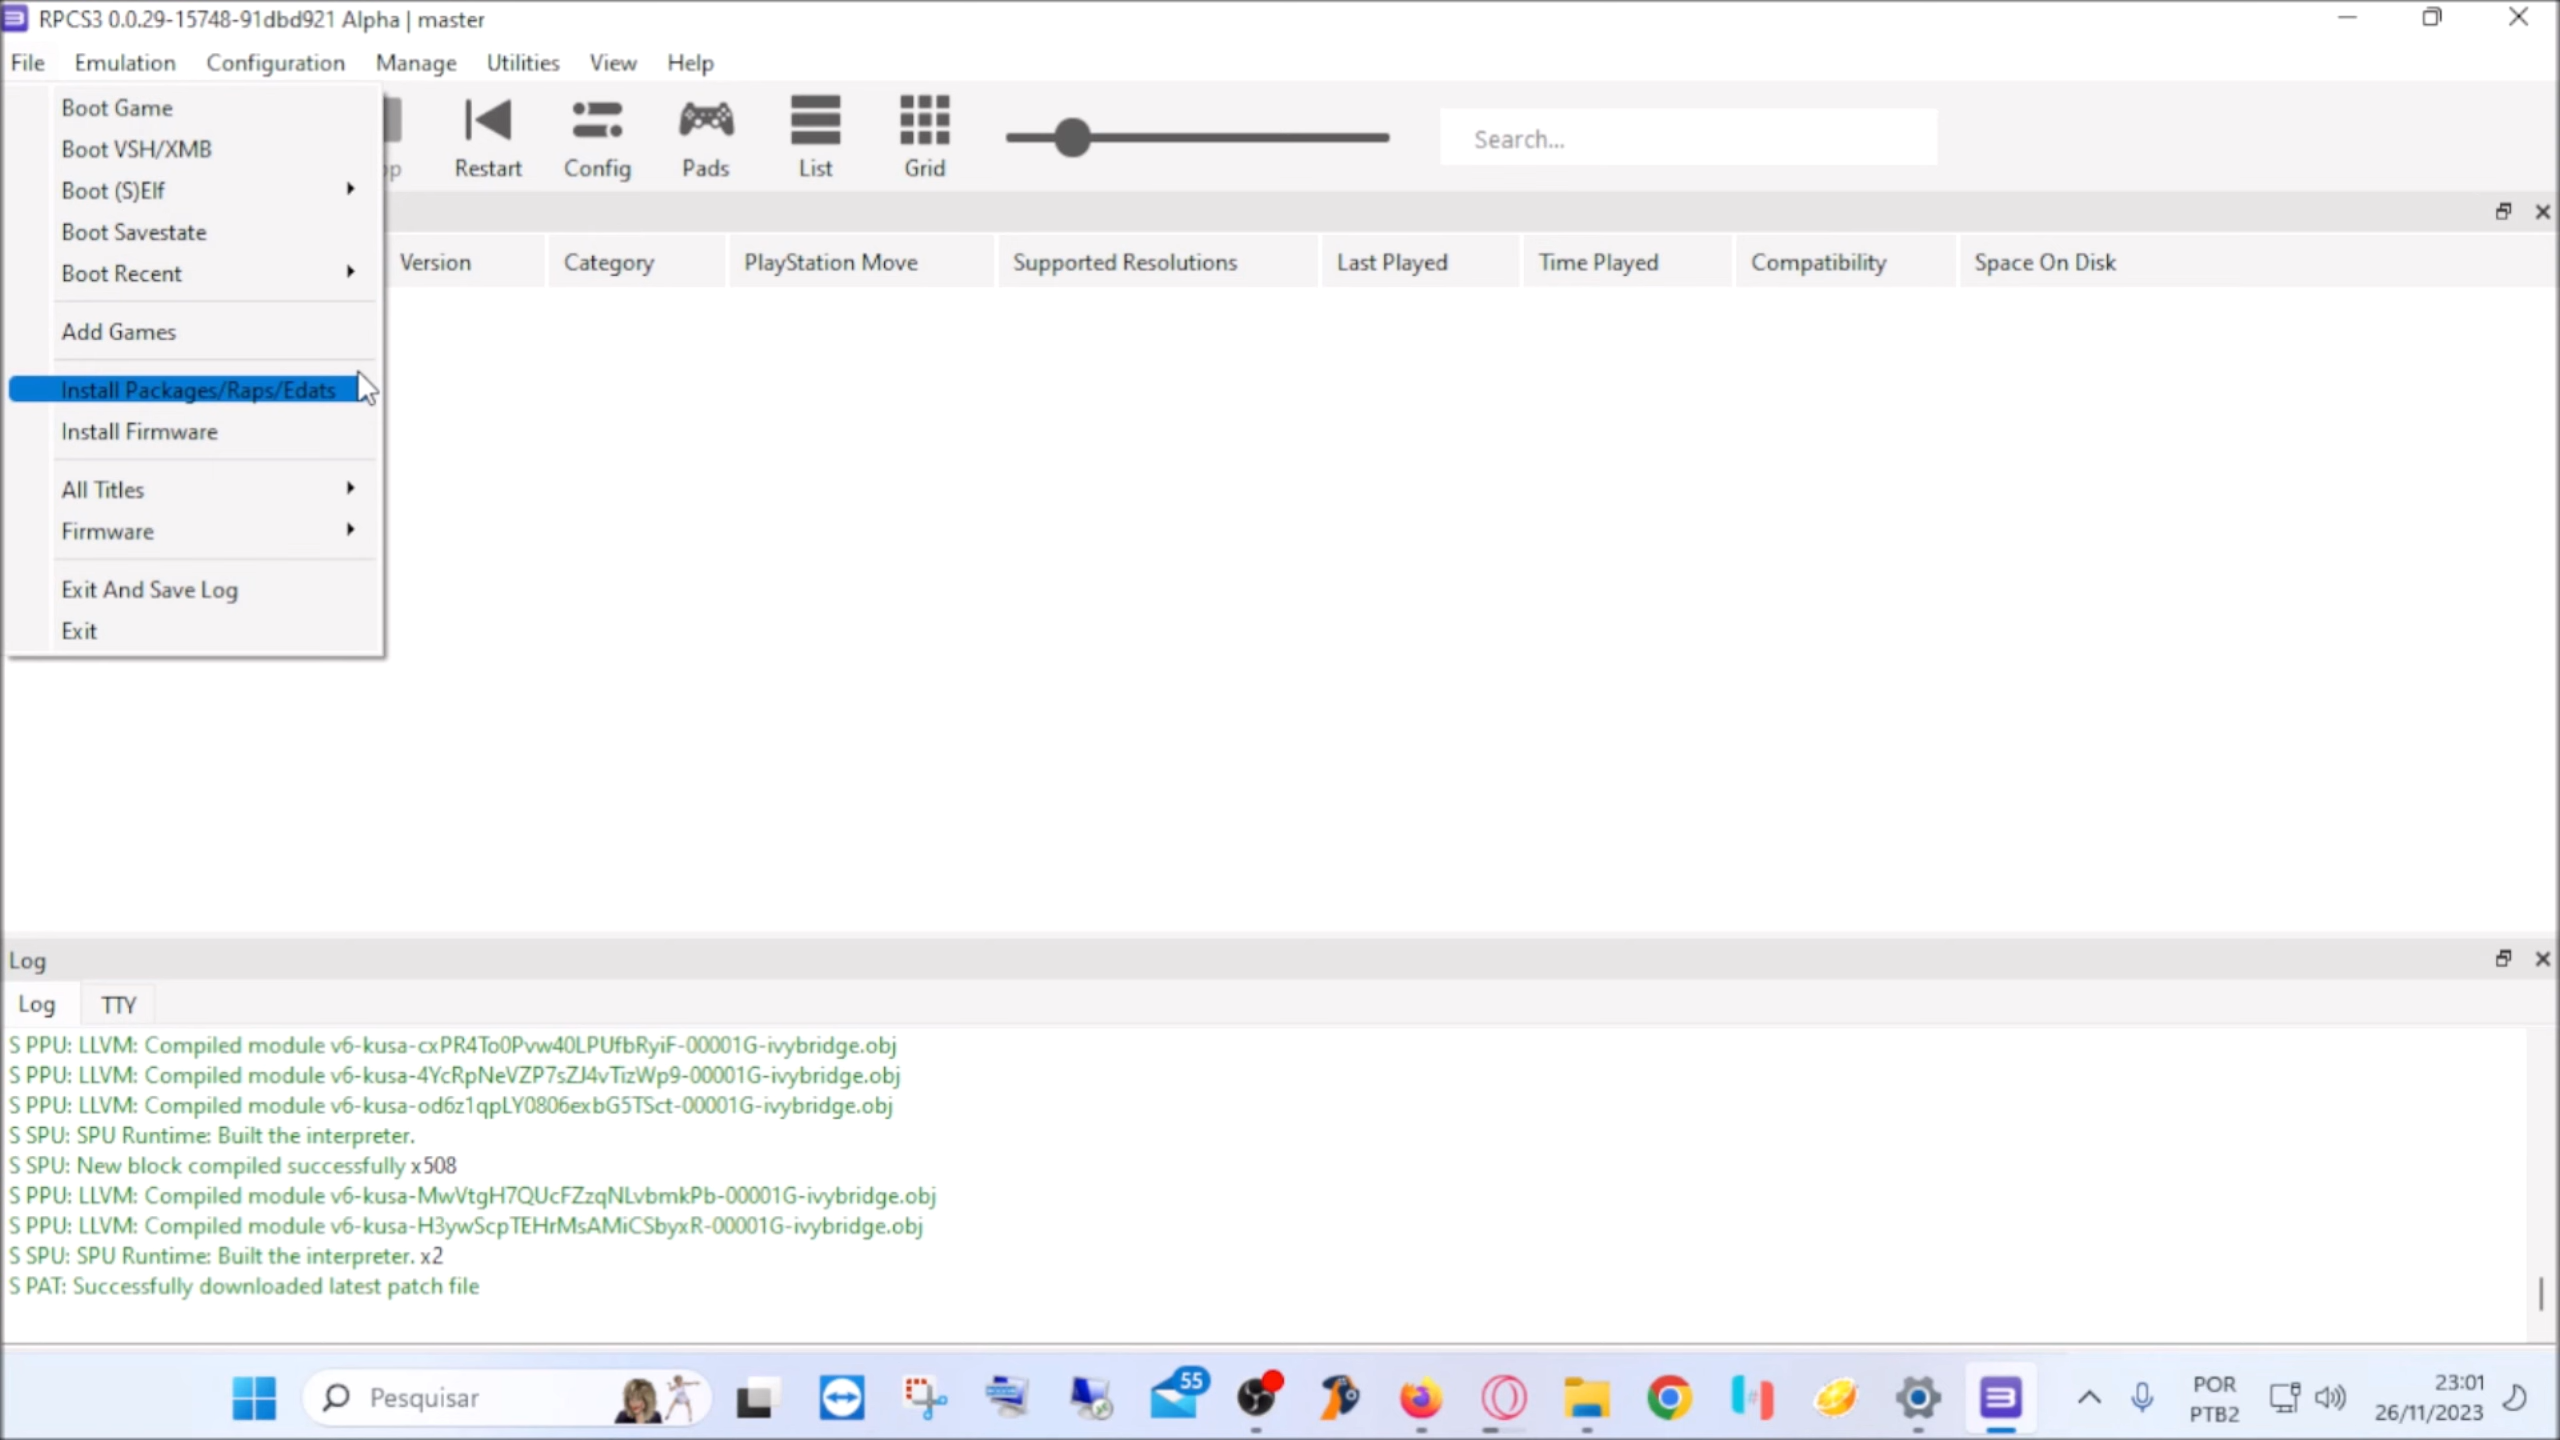 RPCS3 0.0.29-15748-91dbd921 Alpha | master
File Emulation Configuration Manage Utilities View Help
Boot Game
Boot VSH/XMB
Boot (S)Elf
Boot Savestate
Boot Recent
Add Games
Install Packages/Raps/Edats
Install Firmware
All Titles
Firmware
Exit And Save Log
Exit
Restart Config Pads List Grid
Search...
Version Category PlayStation Move Supported Resolutions Last Played Time Played Compatibility Space On Disk
Log
Log TTY
S PPU: LLVM: Compiled module v6-kusa-cxPR4To0Pvw40LPUfbRyiF-00001G-ivybridge.obj
S PPU: LLVM: Compiled module v6-kusa-4YcRpNeVZP7sZJ4vTizWp9-00001G-ivybridge.obj
S PPU: LLVM: Compiled module v6-kusa-od6z1qpLY0806exbG5TSct-00001G-ivybridge.obj
S SPU: SPU Runtime: Built the interpreter.
S SPU: New block compiled successfully x508
S PPU: LLVM: Compiled module v6-kusa-MwVtgH7QUcFZzqNLvbmkPb-00001G-ivybridge.obj
S PPU: LLVM: Compiled module v6-kusa-H3ywScpTEHrMsAMiCSbyxR-00001G-ivybridge.obj
S SPU: SPU Runtime: Built the interpreter. x2
S PAT: Successfully downloaded latest patch file
Pesquisar
55
POR
PTB2
23:01
26/11/2023